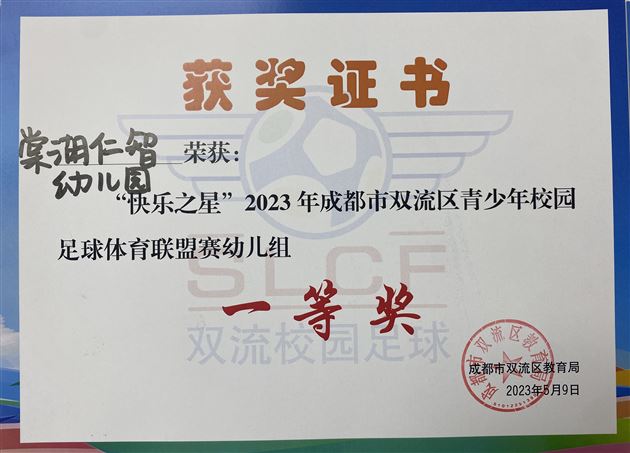 获奖证书
棠湖仁智
幼儿园
荣获：
“快乐之星”2023年成都市双流区青少年校园
足球体育联盟赛幼儿组
一等奖
SLCF
双流校园足球
成都市双流区教育局
成都市双流区教育局
2023年5月9日